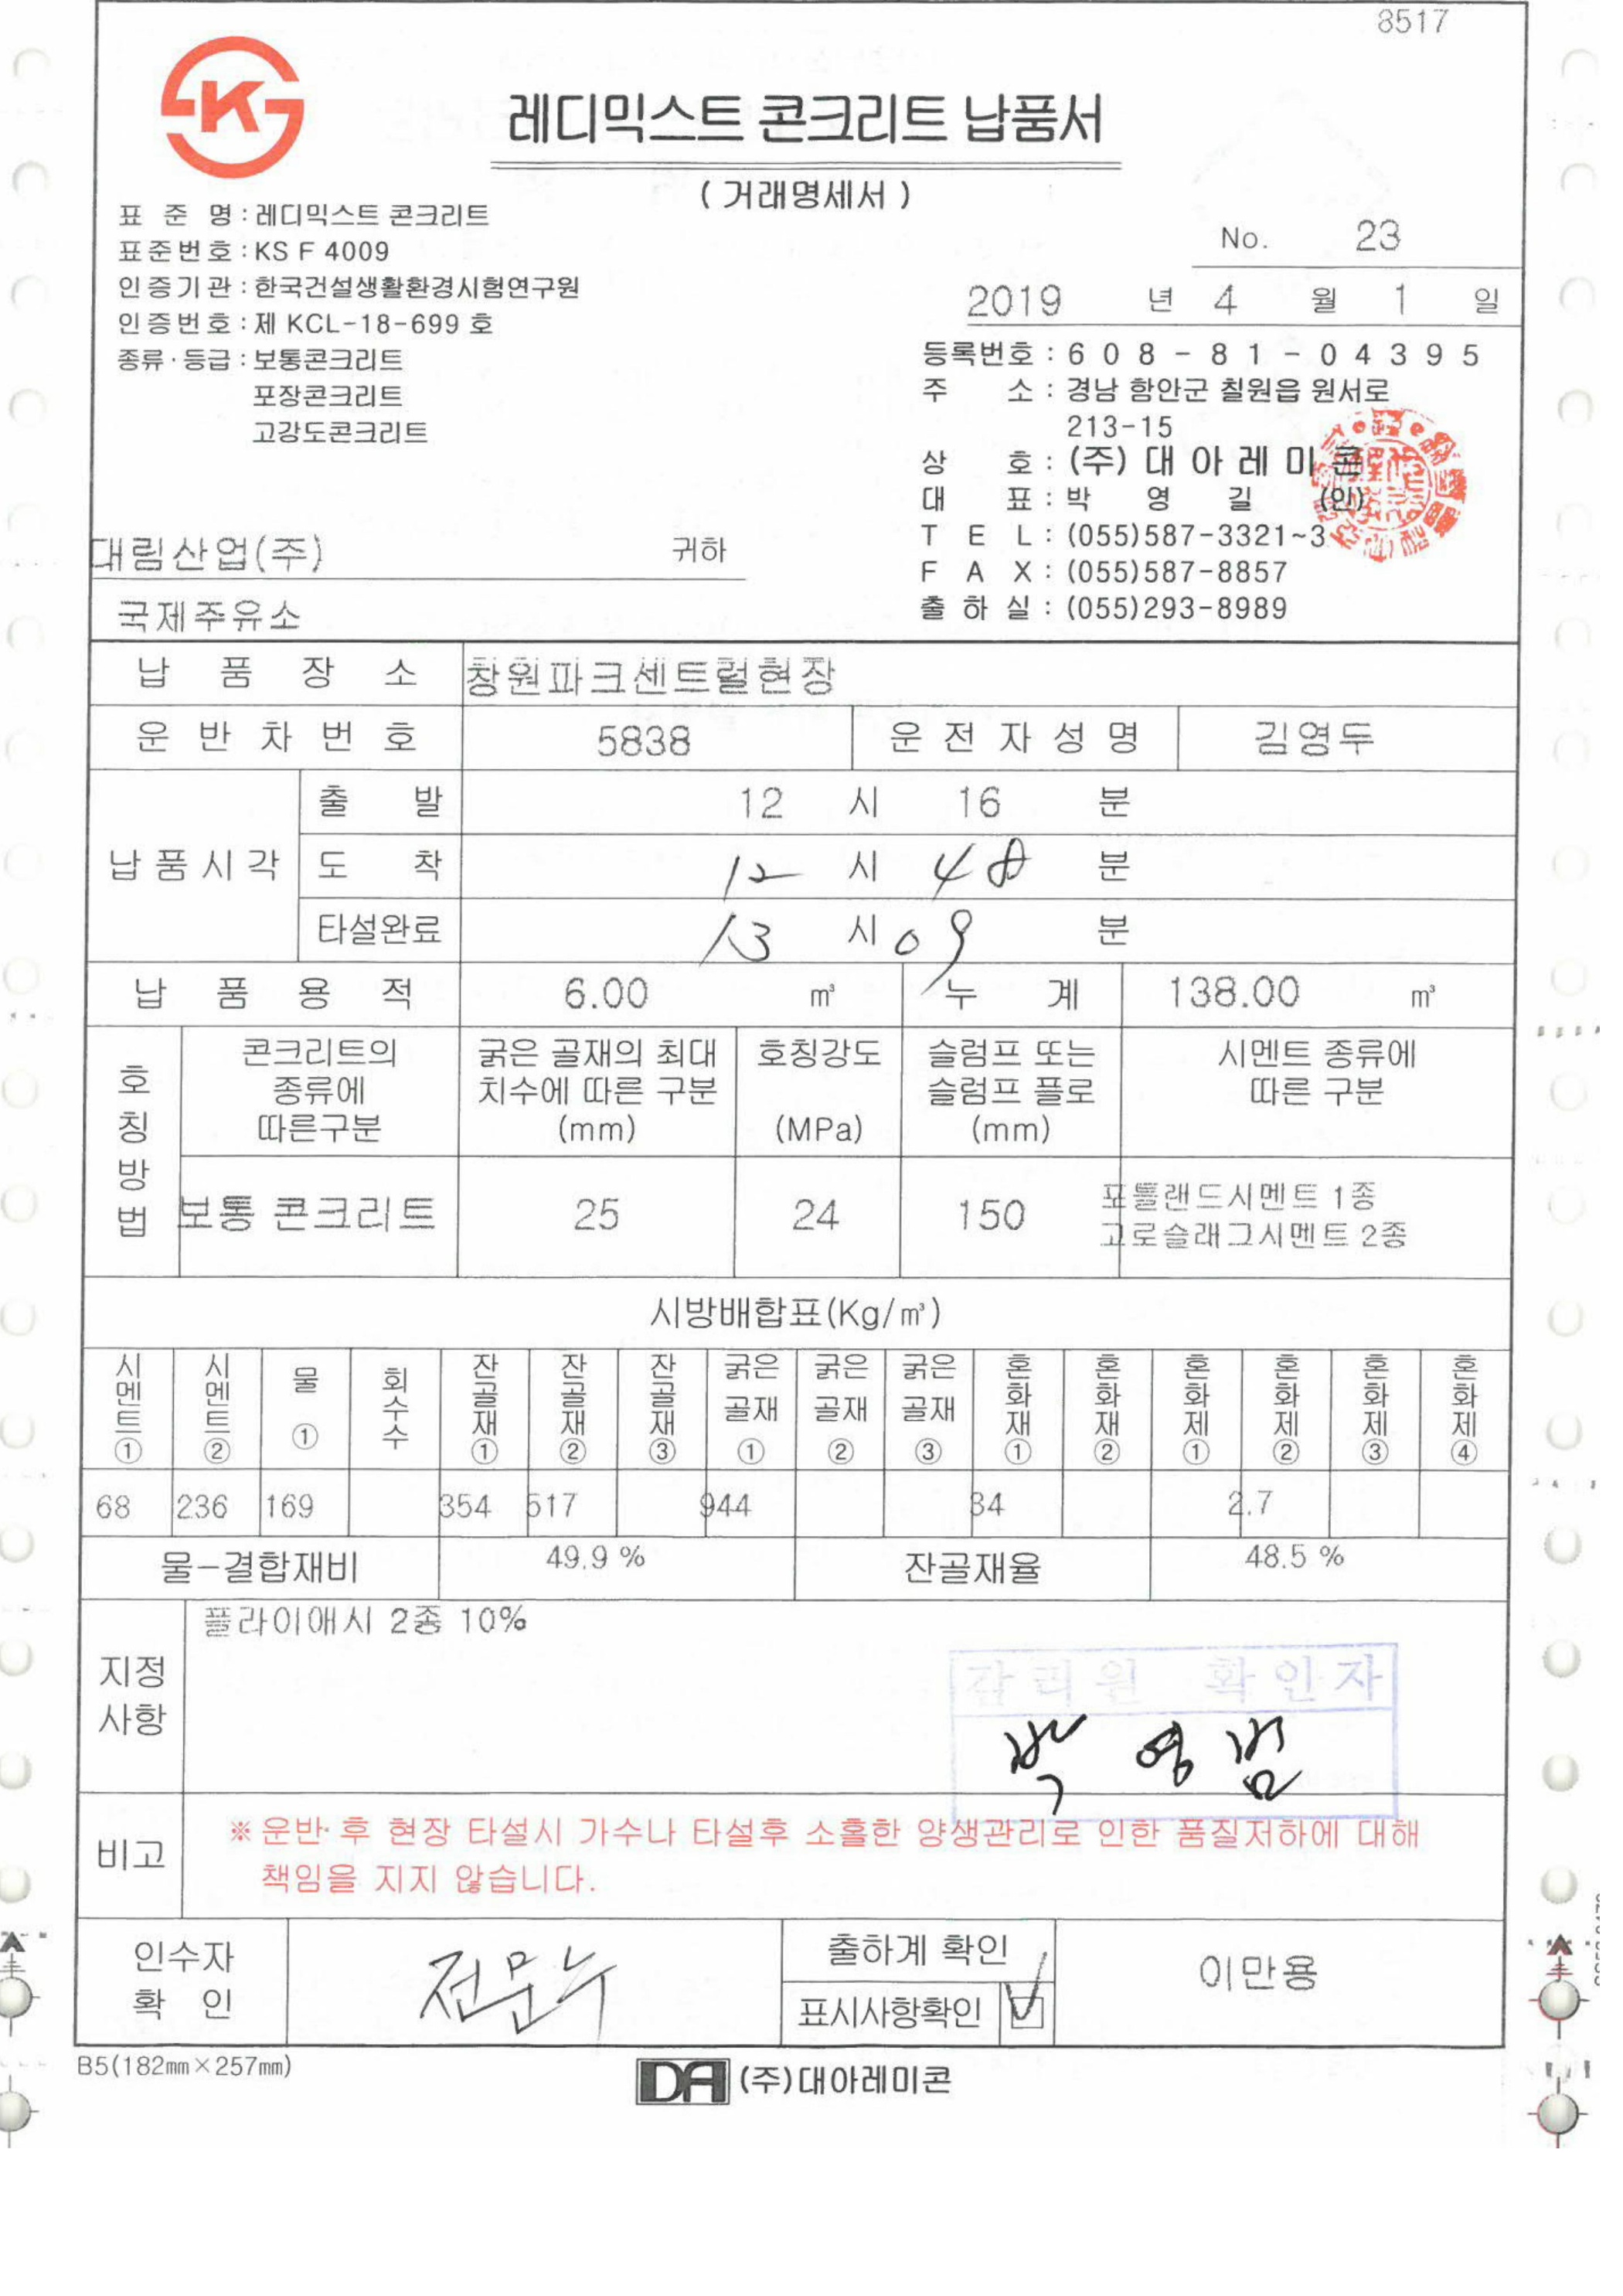 8517
레디믹스트 콘크리트 납품서
(거래명세서)
표 준 명 : 레디믹스트 콘크리트
표준번호 : KS F 4009
인증기관 : 한국건설생활환경시험연구원
인증번호 : 제 KCL-18-699 호
종류·등급 : 보통콘크리트
포장콘크리트
고강도콘크리트
No. 23
2019 년 4 월 1 일
등록번호 : 608-81-04395
주 소 : 경남 함안군 칠원읍 원서로
213-15
상 호 : (주) 대아레미콘
대 표 : 박 영 길 (인)
T E L : (055)587-3321~3
F A X : (055)587-8857
출 하 실 : (055)293-8989
대림산업(주) 귀하
국제주유소
납 품 장 소 창원파크센트럴현장
운 반 차 번 호 5838 운 전 자 성 명 김영두
납품시각 출 발 12 시 16 분
도 착 12 시 48 분
타설완료 13 시 09 분
납 품 용 적 6.00 ㎥ 누 계 138.00 ㎥
호칭방법
콘크리트의 종류에 따른구분
굵은 골재의 최대 치수에 따른 구분 (mm)
호칭강도 (MPa)
슬럼프 또는 슬럼프 플로 (mm)
시멘트 종류에 따른 구분
보통 콘크리트 25 24 150 포틀랜드시멘트 1종
고로슬래그시멘트 2종
시방배합표(Kg/㎥)
시멘트① 시멘트② 물① 회수수 잔골재① 잔골재② 잔골재③ 굵은골재① 굵은골재② 굵은골재③ 혼화재① 혼화재② 혼화제① 혼화제② 혼화제③ 혼화제④
68 236 169 354 517 944 34 2.7
물-결합재비 49.9 % 잔골재율 48.5 %
지정사항 플라이애시 2종 10%
감리원 확인자
박영범
비고 ※운반 후 현장 타설시 가수나 타설후 소홀한 양생관리로 인한 품질저하에 대해
책임을 지지 않습니다.
인수자 확 인 전문수
출하계 확인 이만용
표시사항확인
B5(182㎜×257㎜)
DA (주)대아레미콘